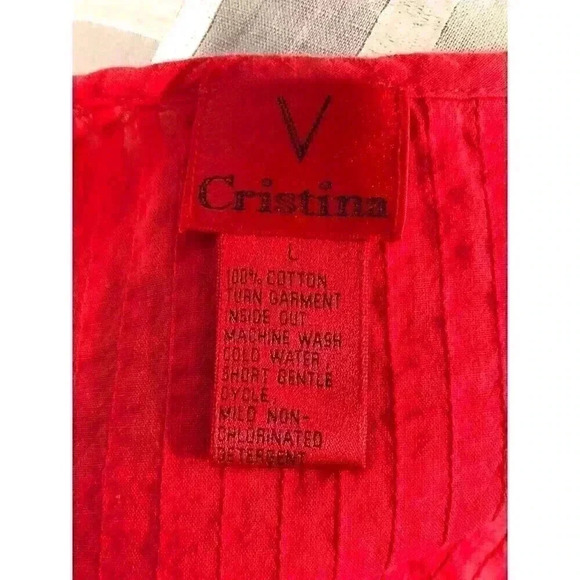 V
Cristina
L
100% COTTON
TURN GARMENT
INSIDE OUT
MACHINE WASH
COLD WATER
SHORT GENTLE
CYCLE,
MILD NON-
CHLORINATED
DETERGENT